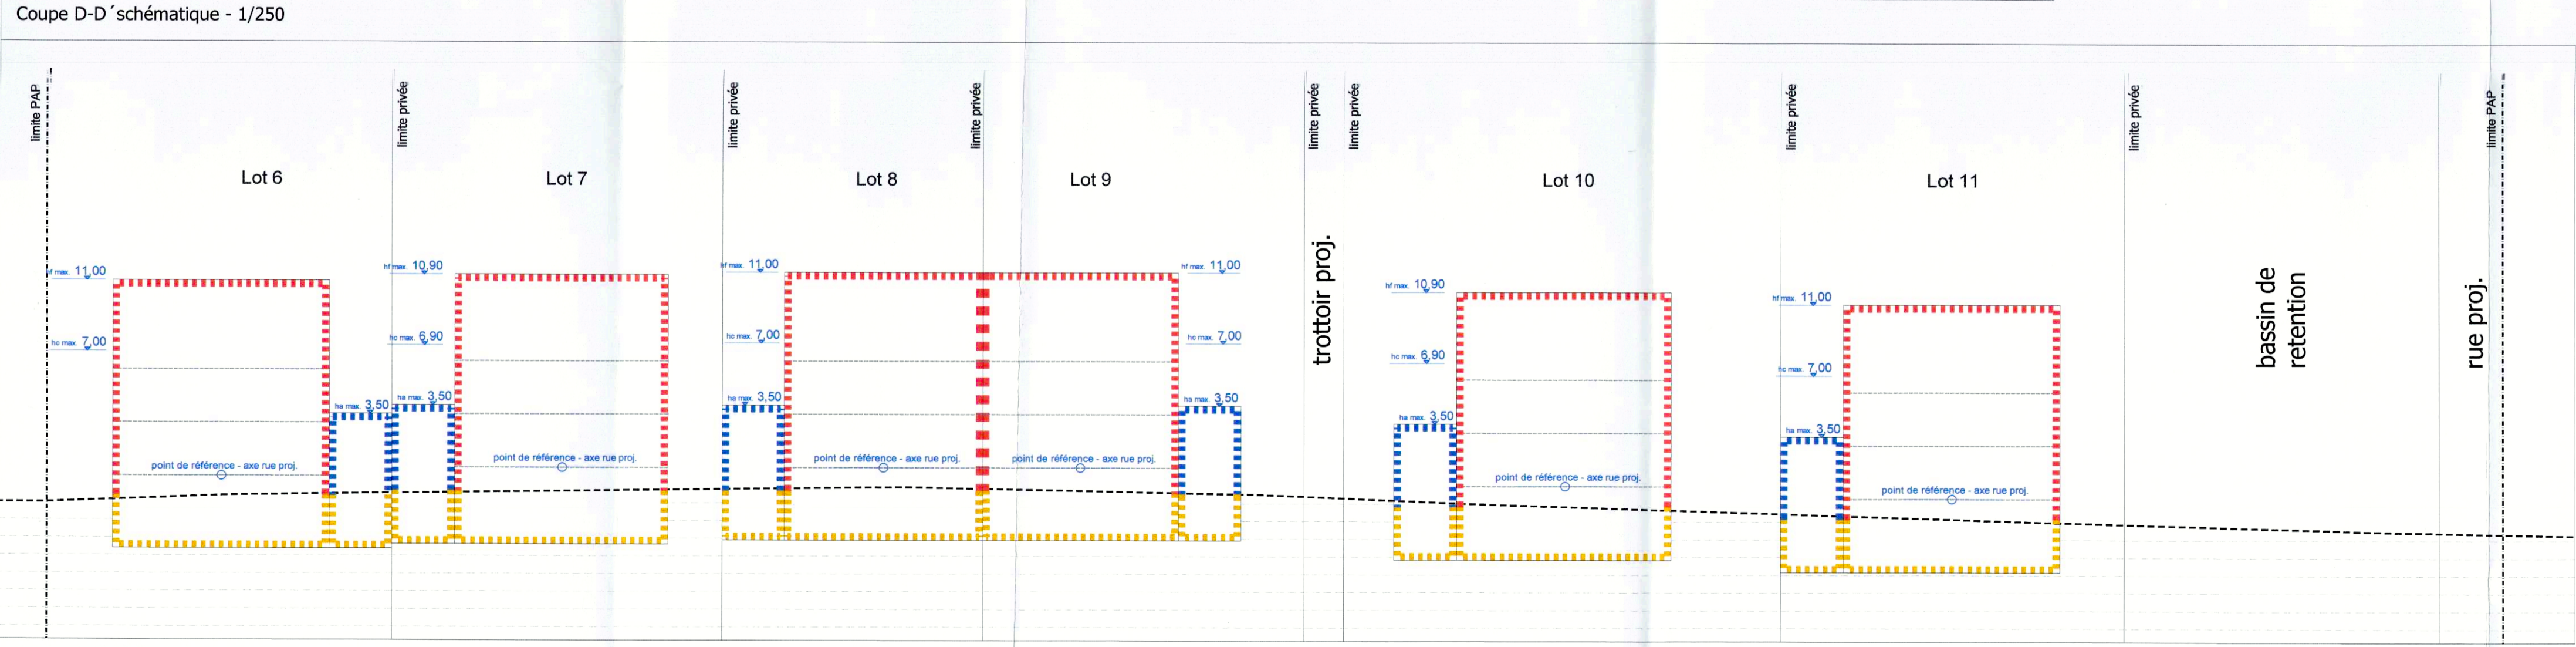 Coupe D-D´schématique - 1/250
limite PAP
limite privée
limite privée
limite privée
limite privée
limite privée
limite privée
limite privée
limite PAP
Lot 6
Lot 7
Lot 8
Lot 9
Lot 10
Lot 11
hf max. 11,00
hc max. 7,00
ha max. 3,50
point de référence - axe rue proj.
hf max. 10,90
hc max. 6,90
ha max. 3,50
point de référence - axe rue proj.
hf max. 11,00
hc max. 7,00
ha max. 3,50
point de référence - axe rue proj.
point de référence - axe rue proj.
hf max. 11,00
hc max. 7,00
ha max. 3,50
trottoir proj.
hf max. 10,90
hc max. 6,90
ha max. 3,50
point de référence - axe rue proj.
hf max. 11,00
hc max. 7,00
ha max. 3,50
point de référence - axe rue proj.
bassin de
retention
rue proj.